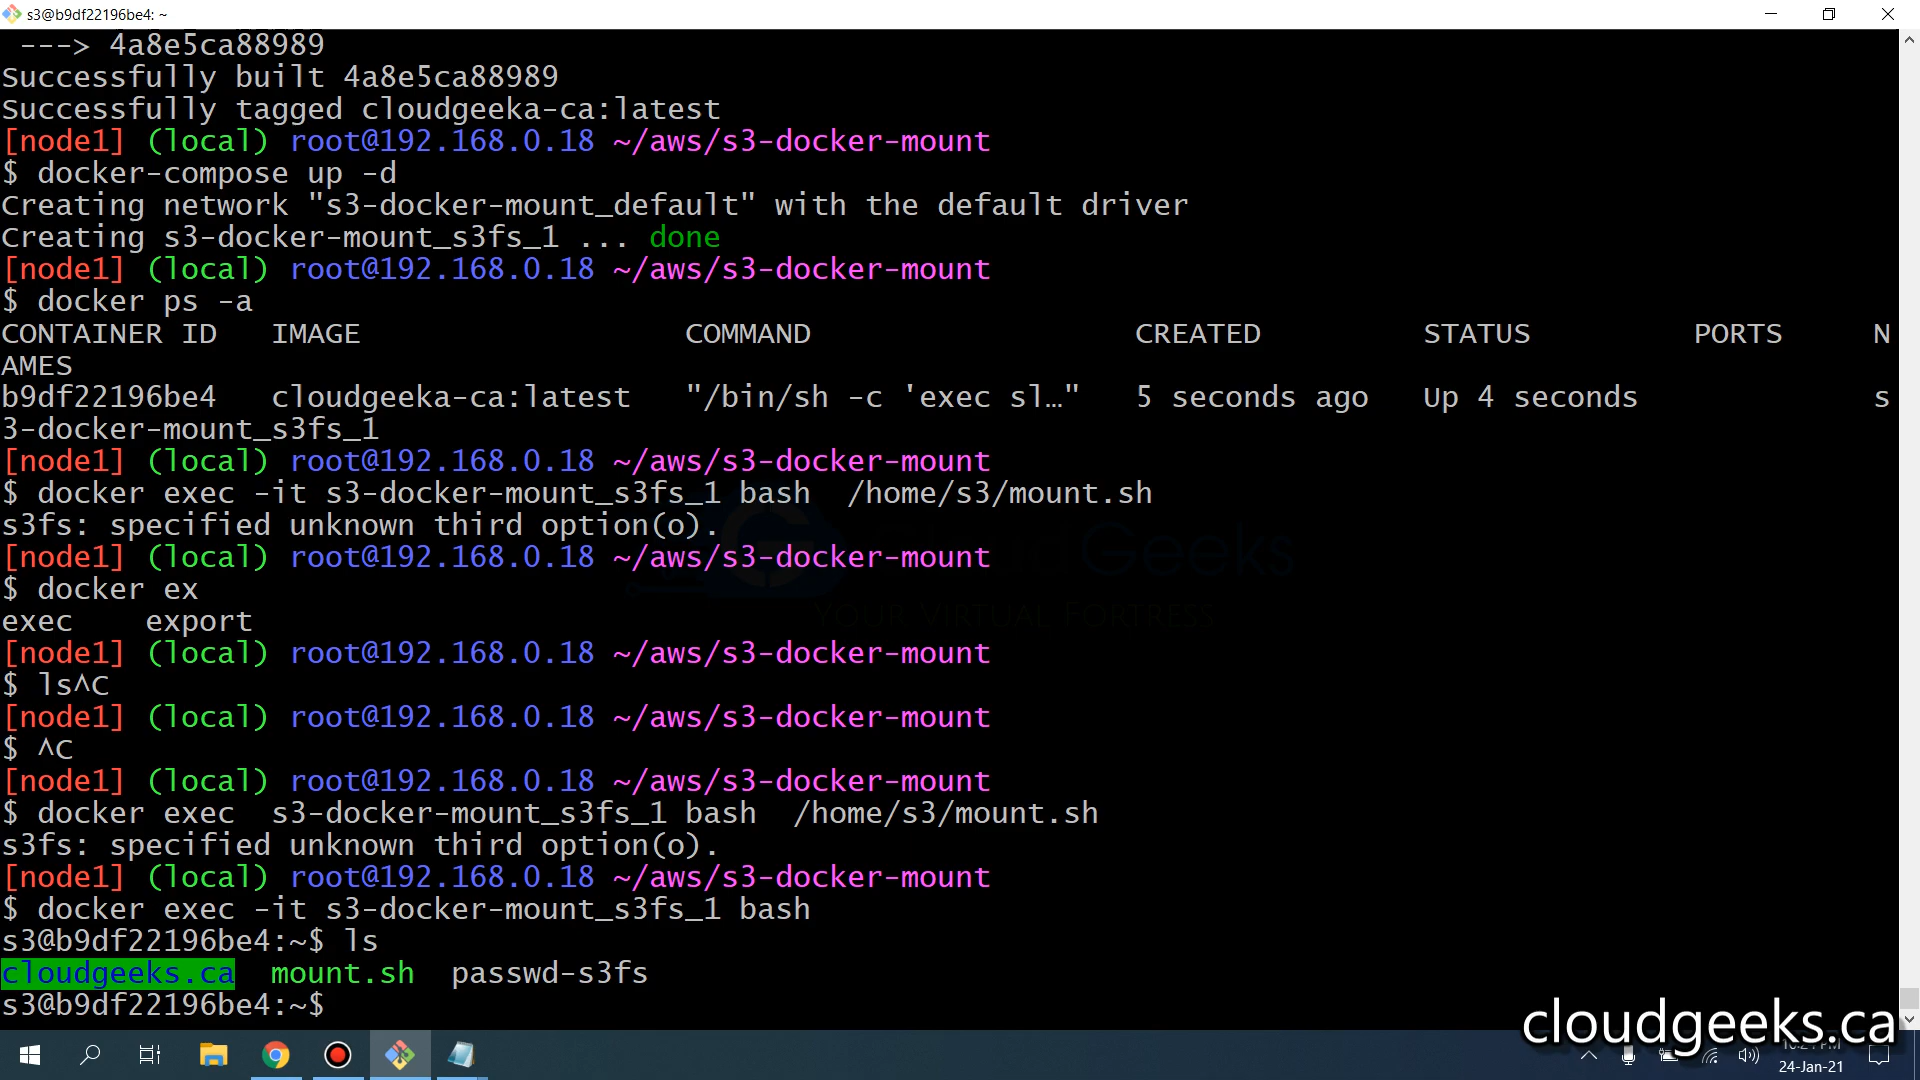 s3@b9df22196be4: ~
---> 4a8e5ca88989
Successfully built 4a8e5ca88989
Successfully tagged cloudgeeka-ca:latest
[node1] (local) root@192.168.0.18 ~/aws/s3-docker-mount
$ docker-compose up -d
Creating network "s3-docker-mount_default" with the default driver
Creating s3-docker-mount_s3fs_1 ... done
[node1] (local) root@192.168.0.18 ~/aws/s3-docker-mount
$ docker ps -a
CONTAINER ID   IMAGE                  COMMAND                  CREATED         STATUS         PORTS     N
AMES
b9df22196be4   cloudgeeka-ca:latest   "/bin/sh -c 'exec sl…"   5 seconds ago   Up 4 seconds             s
3-docker-mount_s3fs_1
[node1] (local) root@192.168.0.18 ~/aws/s3-docker-mount
$ docker exec -it s3-docker-mount_s3fs_1 bash  /home/s3/mount.sh
s3fs: specified unknown third option(o).
[node1] (local) root@192.168.0.18 ~/aws/s3-docker-mount
$ docker ex
exec    export
[node1] (local) root@192.168.0.18 ~/aws/s3-docker-mount
$ ls^C
[node1] (local) root@192.168.0.18 ~/aws/s3-docker-mount
$ ^C
[node1] (local) root@192.168.0.18 ~/aws/s3-docker-mount
$ docker exec  s3-docker-mount_s3fs_1 bash  /home/s3/mount.sh
s3fs: specified unknown third option(o).
[node1] (local) root@192.168.0.18 ~/aws/s3-docker-mount
$ docker exec -it s3-docker-mount_s3fs_1 bash
s3@b9df22196be4:~$ ls
cloudgeeks.ca  mount.sh  passwd-s3fs
s3@b9df22196be4:~$
CloudGeeks
YOUR VIRTUAL FORTRESS
cloudgeeks.ca
24-Jan-21